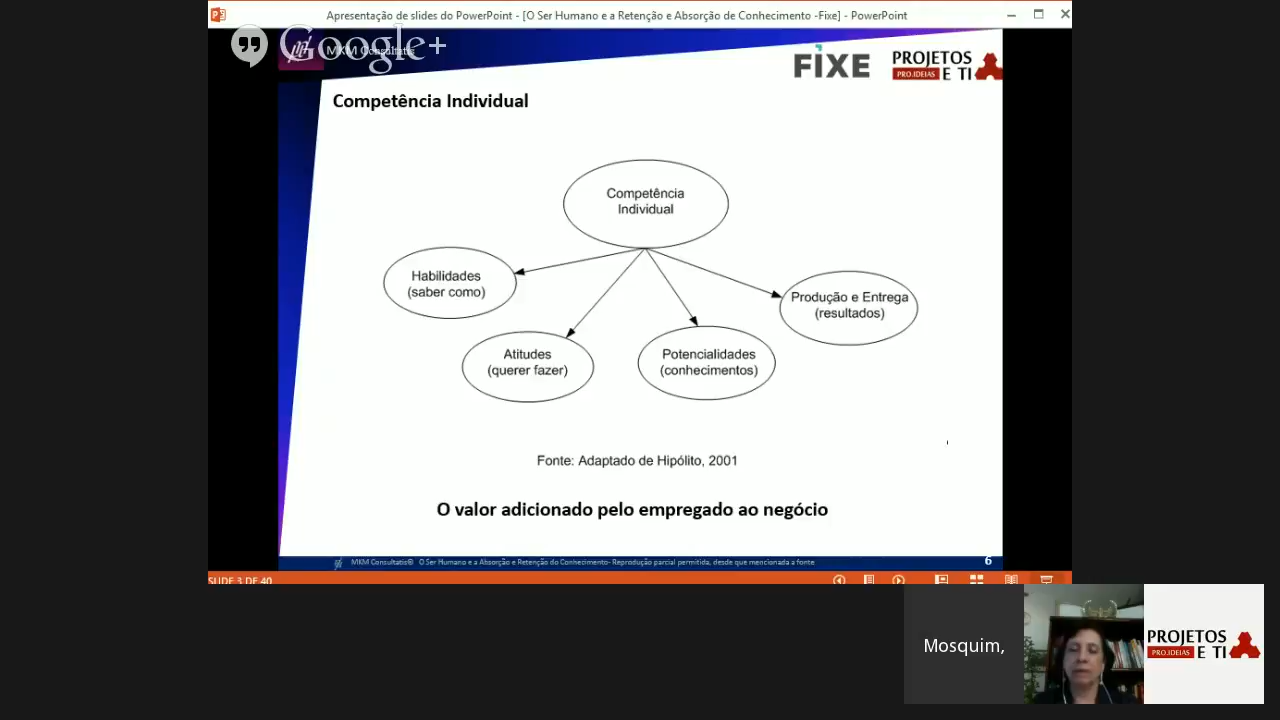 Apresentação de slides do PowerPoint - [O Ser Humano e a Retenção e Absorção de Conhecimento -Fixe] - PowerPoint
Google+
MKM Consultatis
FIXE
PROJETOS
PRO.IDEIAS E TI
Competência Individual
Competência
Individual
Habilidades
(saber como)
Produção e Entrega
(resultados)
Atitudes
(querer fazer)
Potencialidades
(conhecimentos)
Fonte: Adaptado de Hipólito, 2001
O valor adicionado pelo empregado ao negócio
MKM Consultatis® O Ser Humano e a Absorção e Retenção do Conhecimento- Reprodução parcial permitida, desde que mencionada a fonte
6
SLIDE 3 DE 40
Mosquim,
PROJETOS
PRO.IDEIAS E TI